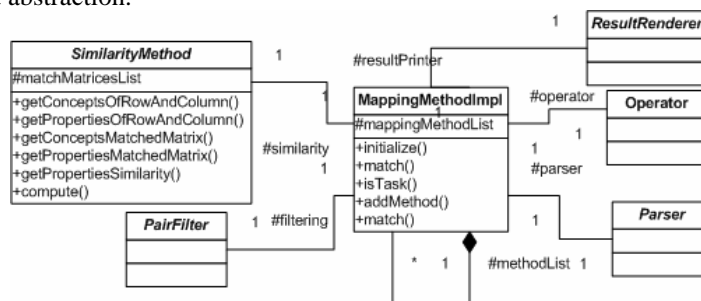 abstraction.
SimilarityMethod
#matchMatricesList
+getConceptsOfRowAndColumn()
+getPropertiesOfRowAndColumn()
+getConceptsMatchedMatrix()
+getPropertiesMatchedMatrix()
+getPropertiesSimilarity()
+compute()
1
#resultPrinter
1
ResultRenderer
1
1
MappingMethodImpl
#mappingMethodList
+initialize()
+match()
+isTask()
+addMethod()
+match()
#operator
1
1
Operator
#similarity
1
#parser
1
Parser
PairFilter
1 #filtering
* 1 #methodList 1